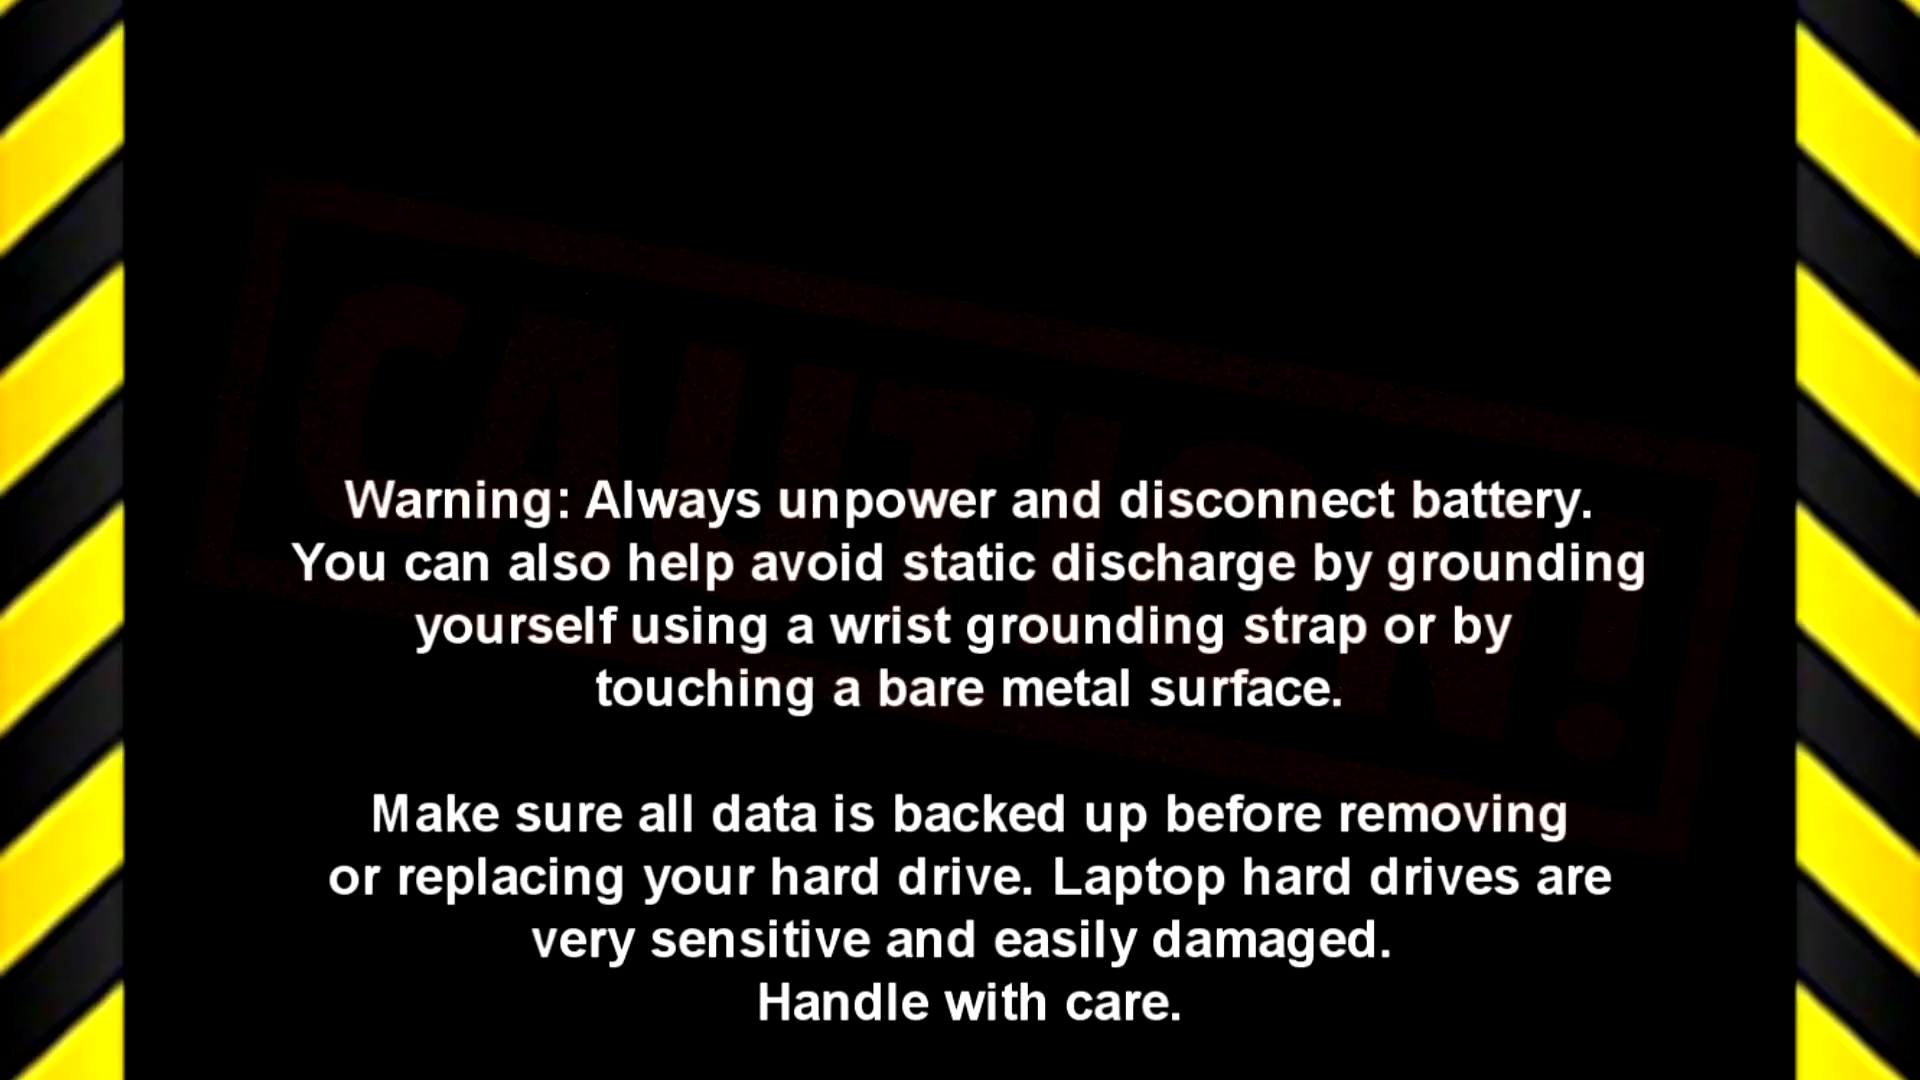 CAUTION!
Warning: Always unpower and disconnect battery.
You can also help avoid static discharge by grounding
yourself using a wrist grounding strap or by
touching a bare metal surface.
Make sure all data is backed up before removing
or replacing your hard drive. Laptop hard drives are
very sensitive and easily damaged.
Handle with care.